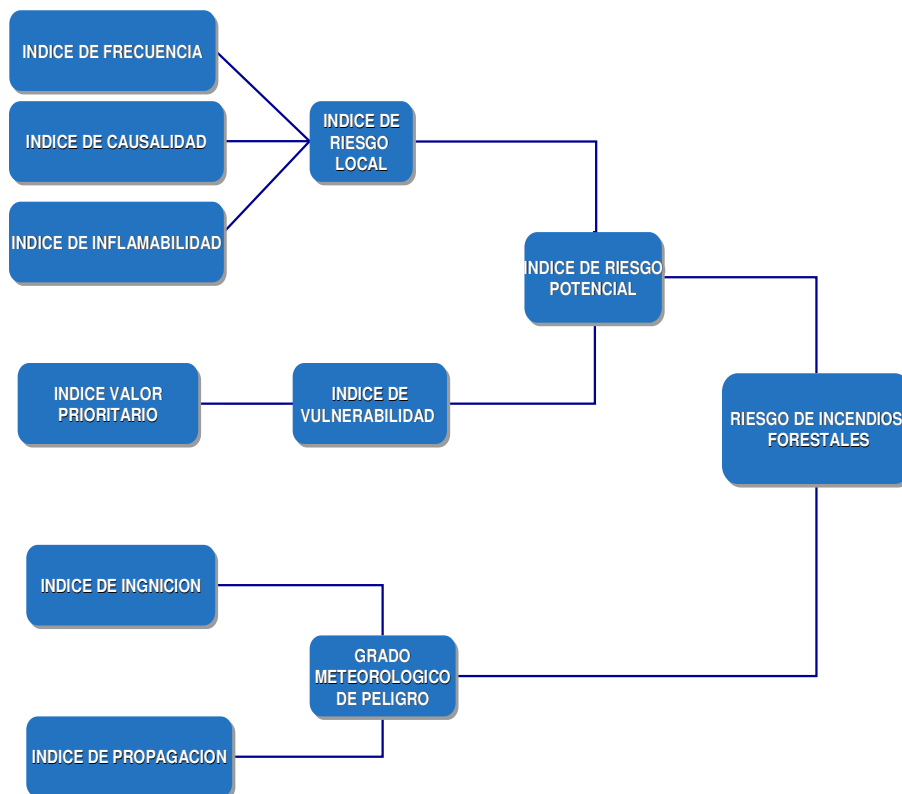 INDICE DE FRECUENCIA
INDICE DE CAUSALIDAD
INDICE DE INFLAMABILIDAD
INDICE DE
RIESGO
LOCAL
INDICE DE RIESGO
POTENCIAL
INDICE VALOR
PRIORITARIO
INDICE DE
VULNERABILIDAD
RIESGO DE INCENDIOS
FORESTALES
INDICE DE INGNICION
GRADO
METEOROLOGICO
DE PELIGRO
INDICE DE PROPAGACION